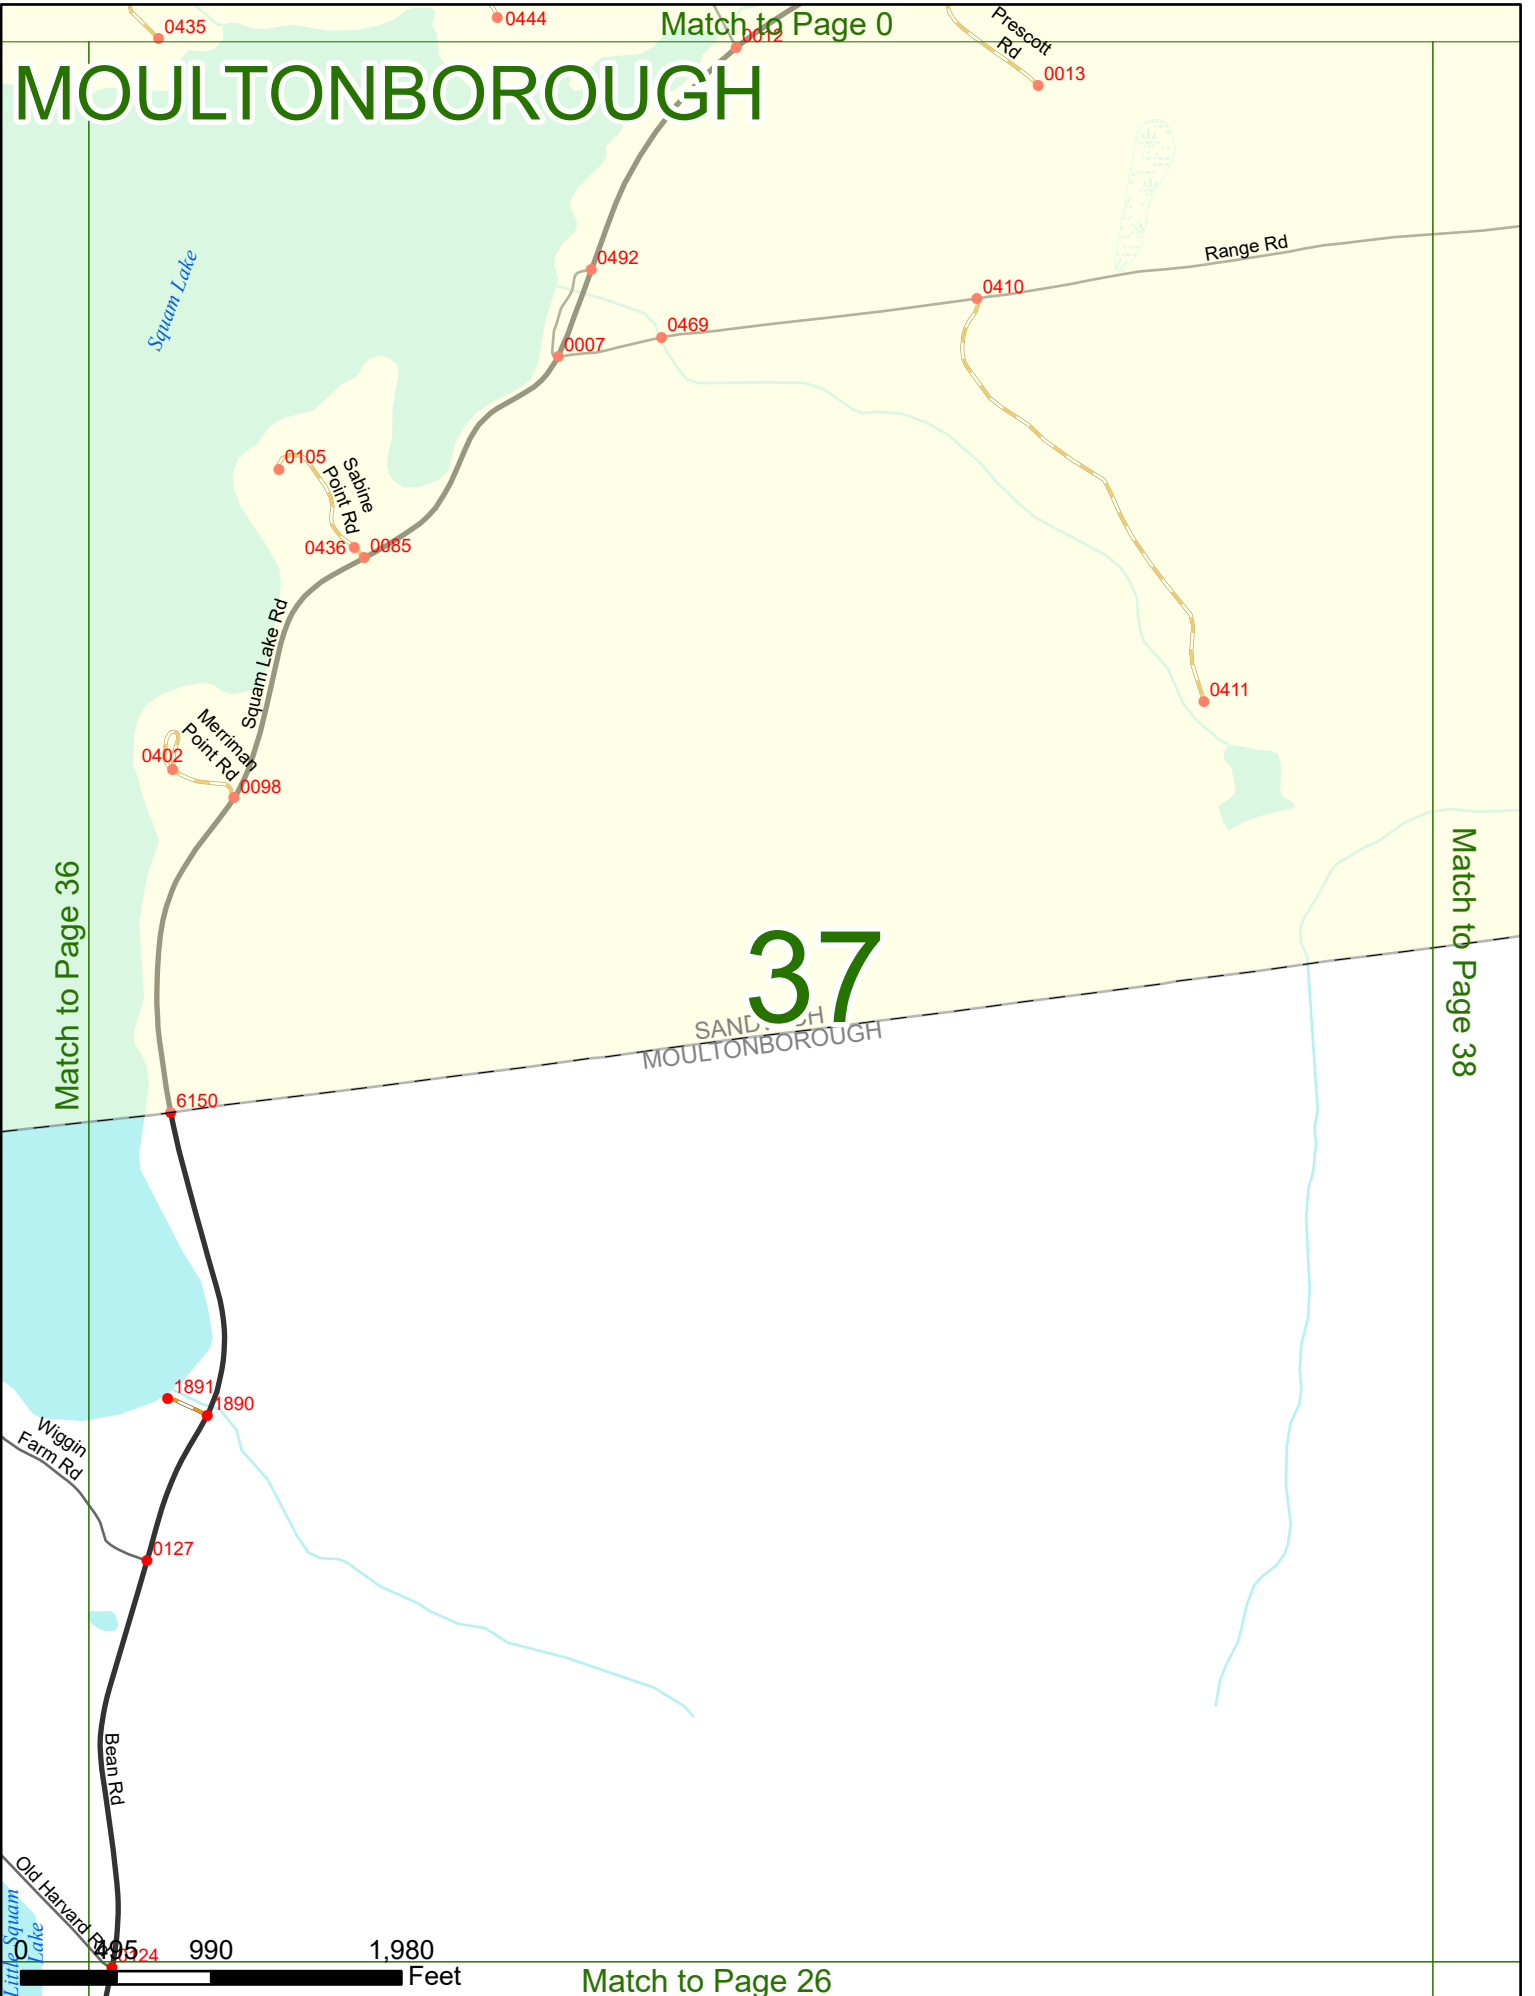 0435
0444
Match to Page 0
0012
Prescott
Rd
0013
MOULTONBOROUGH
Squam Lake
0492
Range Rd
0410
0469
0007
0105
Sabine
Point Rd
0436
0085
Squam Lake Rd
0411
Merriman
Point Rd
0402
0098
Match to Page 36
Match to Page 38
37
MOULTONBOROUGH
6150
1891
1890
Wiggin
Farm Rd
0127
Bean Rd
Old Harvard
Little Squam
Lake
0
495
990
1,980
Feet
0124
Match to Page 26